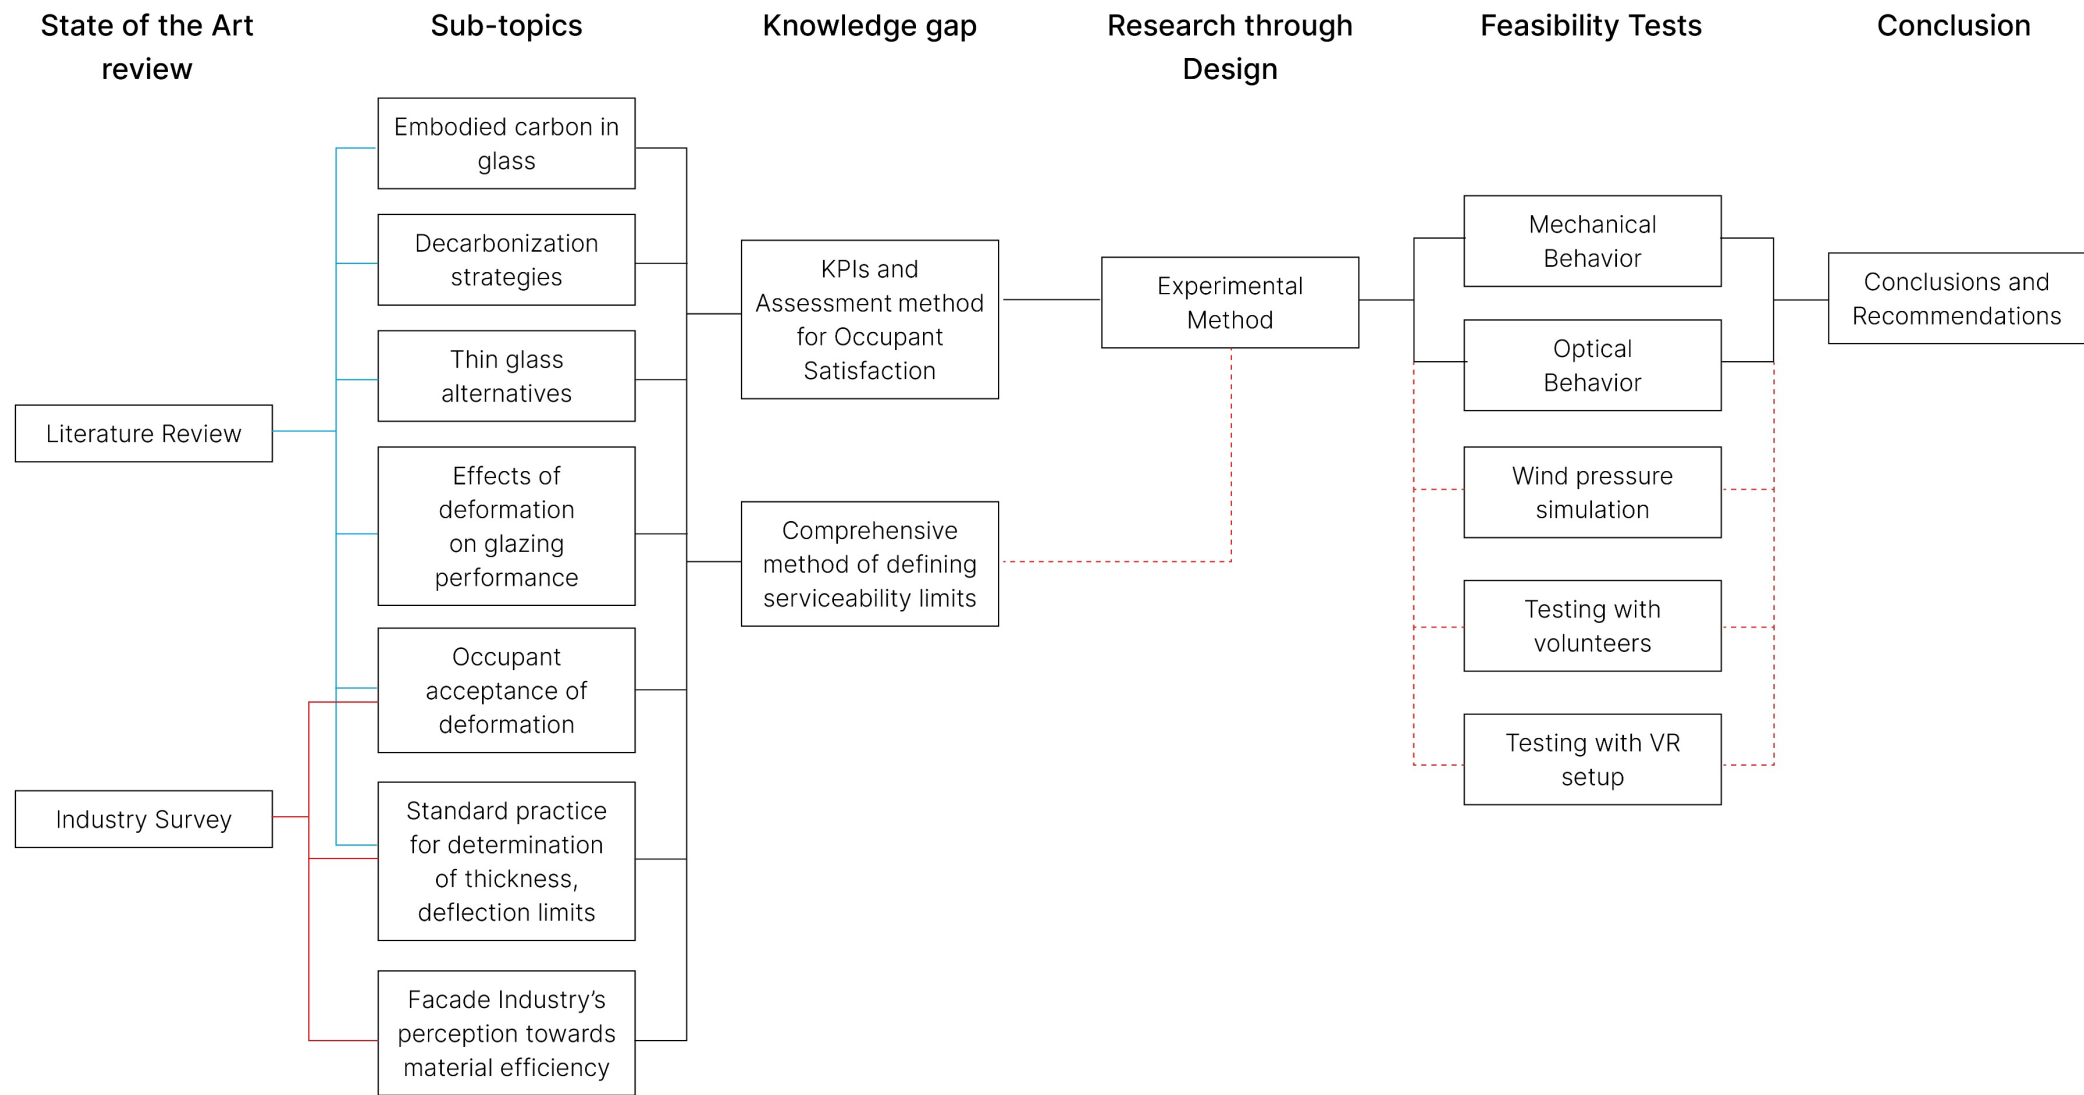 State of the Art
review
Sub-topics
Knowledge gap
Research through
Design
Feasibility Tests
Conclusion
Literature Review
Industry Survey
Embodied carbon in
glass
Decarbonization
strategies
Thin glass
alternatives
Effects of
deformation
on glazing
performance
Occupant
acceptance of
deformation
Standard practice
for determination
of thickness,
deflection limits
Facade Industry’s
perception towards
material efficiency
KPIs and
Assessment method
for Occupant
Satisfaction
Comprehensive
method of defining
serviceability limits
Experimental
Method
Mechanical
Behavior
Optical
Behavior
Wind pressure
simulation
Testing with
volunteers
Testing with VR
setup
Conclusions and
Recommendations